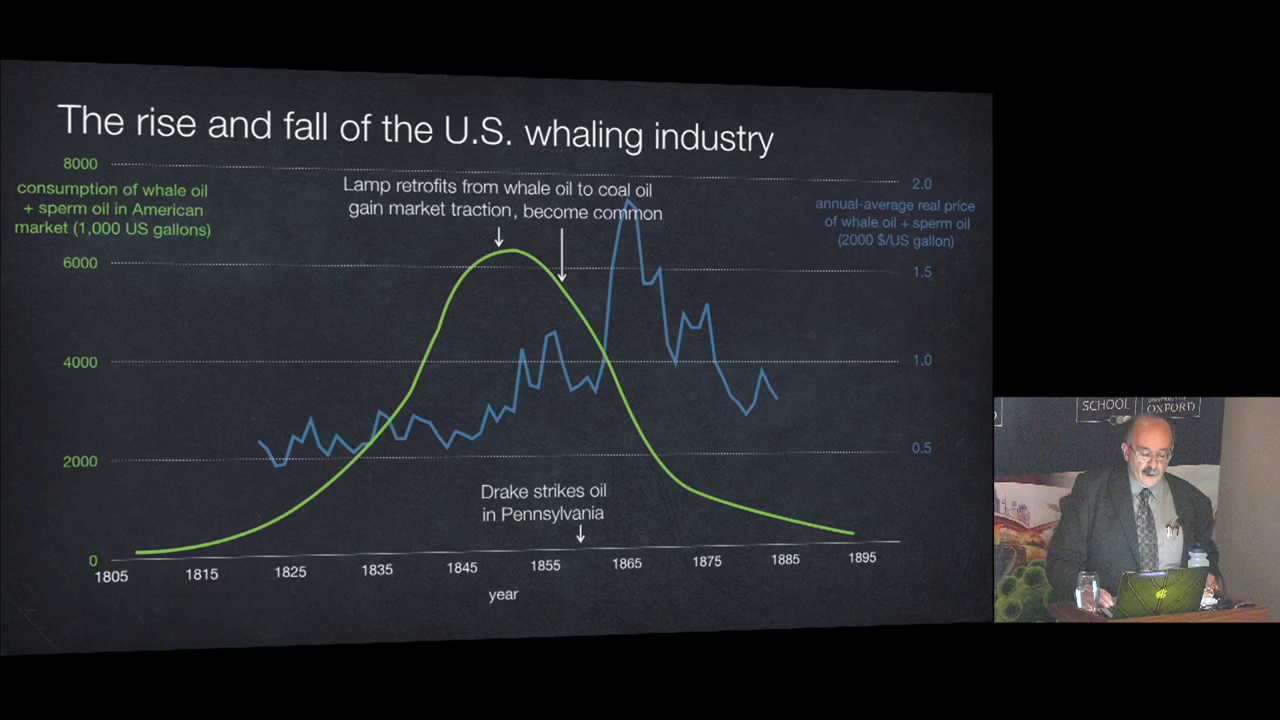 The rise and fall of the U.S. whaling industry
8000
consumption of whale oil
+ sperm oil in American
market (1,000 US gallons)
6000
4000
2000
0
Lamp retrofits from whale oil to coal oil
gain market traction, become common
2.0
annual-average real price
of whale oil + sperm oil
(2000 $/US gallon)
1.5
1.0
0.5
Drake strikes oil
in Pennsylvania
1805 1815 1825 1835 1845 1855 1865 1875 1885 1895
year
SCHOOL
OXFORD